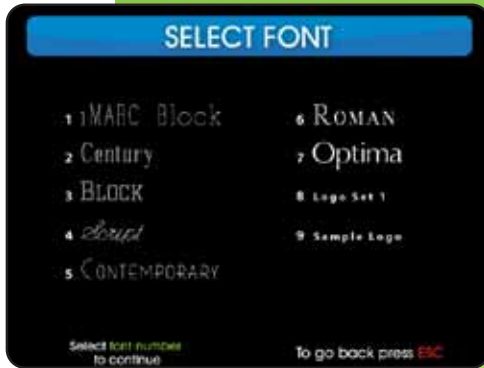 SELECT FONT
1 iMARC Block
2 Century
3 BLOCK
4 Script
5 CONTEMPORARY
6 ROMAN
7 Optima
8 Logo Set 1
9 Sample Logo
Select font number
to continue
To go back press ESC